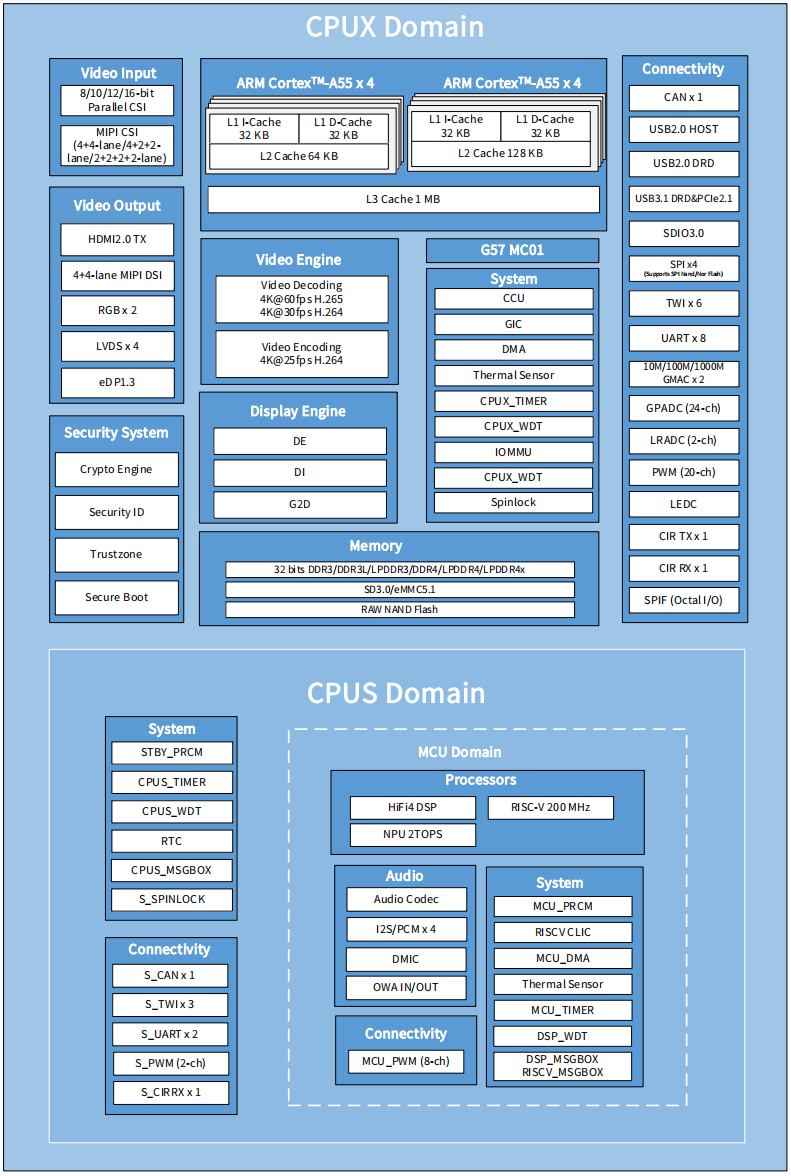 CPUX Domain
Video Input
8/10/12/16-bit
Parallel CSI
MIPI CSI
(4+4-lane/4+2+2-
lane/2+2+2+2-lane)
Video Output
HDMI2.0 TX
4+4-lane MIPI DSI
RGB x 2
LVDS x 4
eDP1.3
Security System
Crypto Engine
Security ID
Trustzone
Secure Boot
ARM Cortex™-A55 x 4
L1 I-Cache
32 KB
L1 D-Cache
32 KB
L2 Cache 64 KB
ARM Cortex™-A55 x 4
L1 I-Cache
32 KB
L1 D-Cache
32 KB
L2 Cache 128 KB
L3 Cache 1 MB
Video Engine
Video Decoding
4K@60fps H.265
4K@30fps H.264
Video Encoding
4K@25fps H.264
Display Engine
DE
DI
G2D
G57 MC01
System
CCU
GIC
DMA
Thermal Sensor
CPUX_TIMER
CPUX_WDT
IOMMU
CPUX_WDT
Spinlock
Memory
32 bits DDR3/DDR3L/LPDDR3/DDR4/LPDDR4/LPDDR4x
SD3.0/eMMC5.1
RAW NAND Flash
Connectivity
CAN x 1
USB2.0 HOST
USB2.0 DRD
USB3.1 DRD&PCIe2.1
SDIO3.0
SPI x4
(Supports SPI Nand/Nor Flash)
TWI x 6
UART x 8
10M/100M/1000M
GMAC x 2
GPADC (24-ch)
LRADC (2-ch)
PWM (20-ch)
LEDC
CIR TX x 1
CIR RX x 1
SPIF (Octal I/O)
CPUS Domain
System
STBY_PRCM
CPUS_TIMER
CPUS_WDT
RTC
CPUS_MSGBOX
S_SPINLOCK
Connectivity
S_CAN x 1
S_TWI x 3
S_UART x 2
S_PWM (2-ch)
S_CIRRX x 1
MCU Domain
Processors
HiFi4 DSP
RISC-V 200 MHz
NPU 2TOPS
Audio
Audio Codec
I2S/PCM x 4
DMIC
OWA IN/OUT
Connectivity
MCU_PWM (8-ch)
System
MCU_PRCM
RISCV CLIC
MCU_DMA
Thermal Sensor
MCU_TIMER
DSP_WDT
DSP_MSGBOX
RISCV_MSGBOX